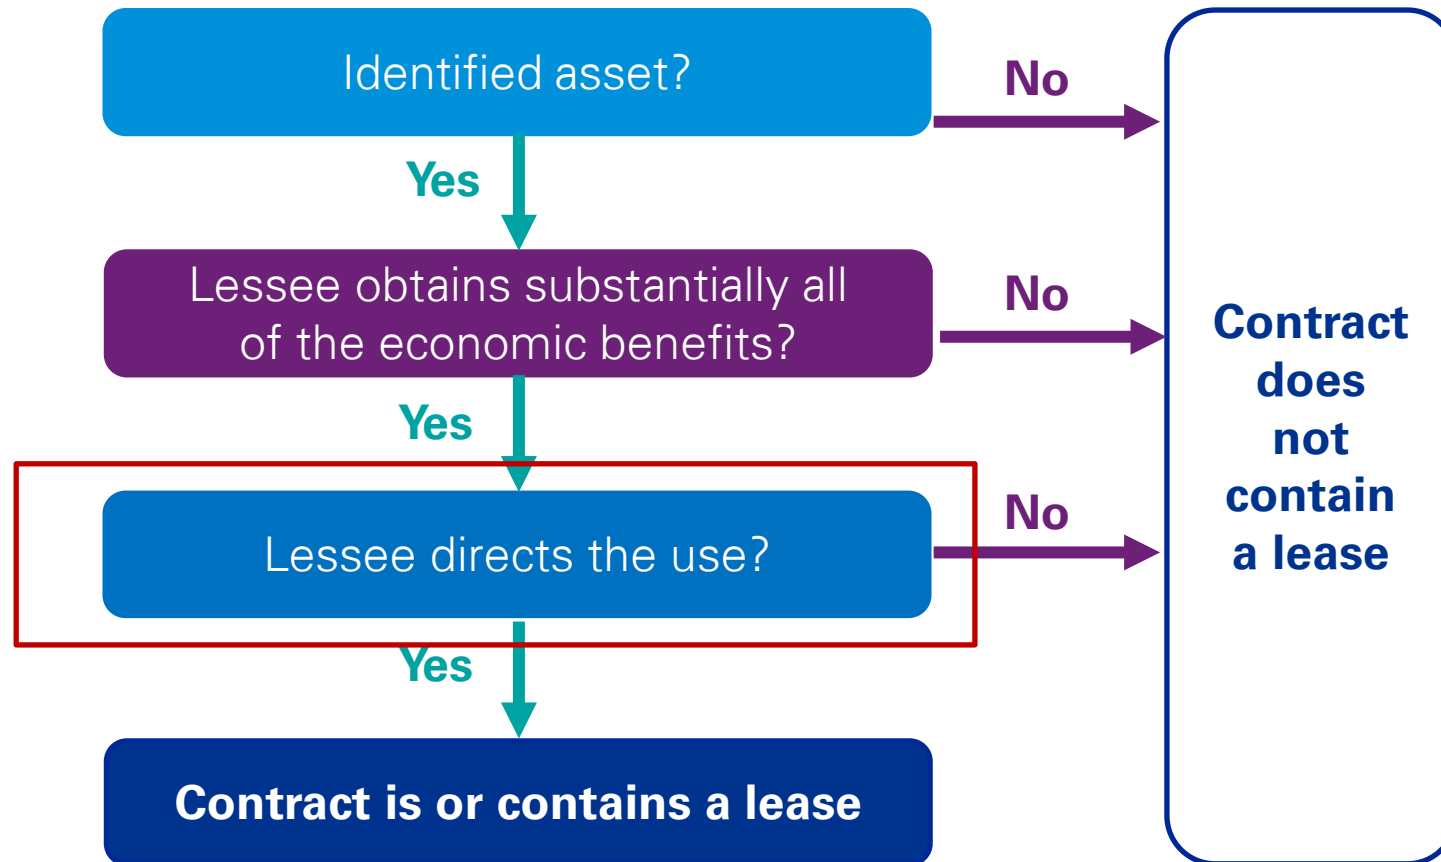 Identified asset?
No
Yes
Lessee obtains substantially all
of the economic benefits?
No
Yes
Lessee directs the use?
No
Yes
Contract is or contains a lease
Contract
does
not
contain
a lease